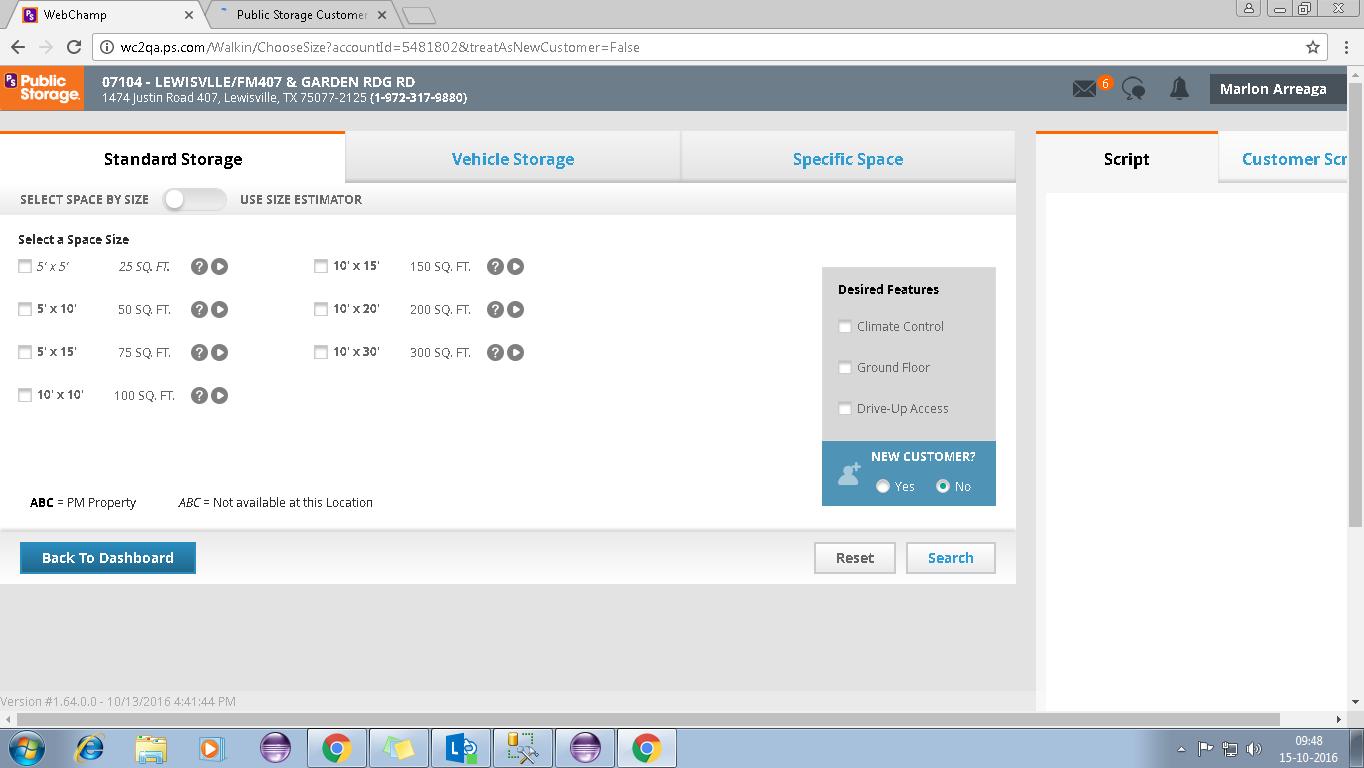 WebChamp
Public Storage Customer
wc2qa.ps.com/Walkin/ChooseSize?accountId=5481802&treatAsNewCustomer=False
PS Public Storage.
07104 - LEWISVLLE/FM407 & GARDEN RDG RD
1474 Justin Road 407, Lewisville, TX 75077-2125 (1-972-317-9880)
6
Marlon Arreaga
Standard Storage
Vehicle Storage
Specific Space
Script
Customer Scr
SELECT SPACE BY SIZE
USE SIZE ESTIMATOR
Select a Space Size
5' x 5' 25 SQ. FT. ?
10' x 15' 150 SQ. FT. ?
5' x 10' 50 SQ. FT. ?
10' x 20' 200 SQ. FT. ?
5' x 15' 75 SQ. FT. ?
10' x 30' 300 SQ. FT. ?
10' x 10' 100 SQ. FT. ?
Desired Features
Climate Control
Ground Floor
Drive-Up Access
NEW CUSTOMER?
Yes No
ABC = PM Property
ABC = Not available at this Location
Back To Dashboard
Reset
Search
Version #1.64.0.0 - 10/13/2016 4:41:44 PM
09:48
15-10-2016